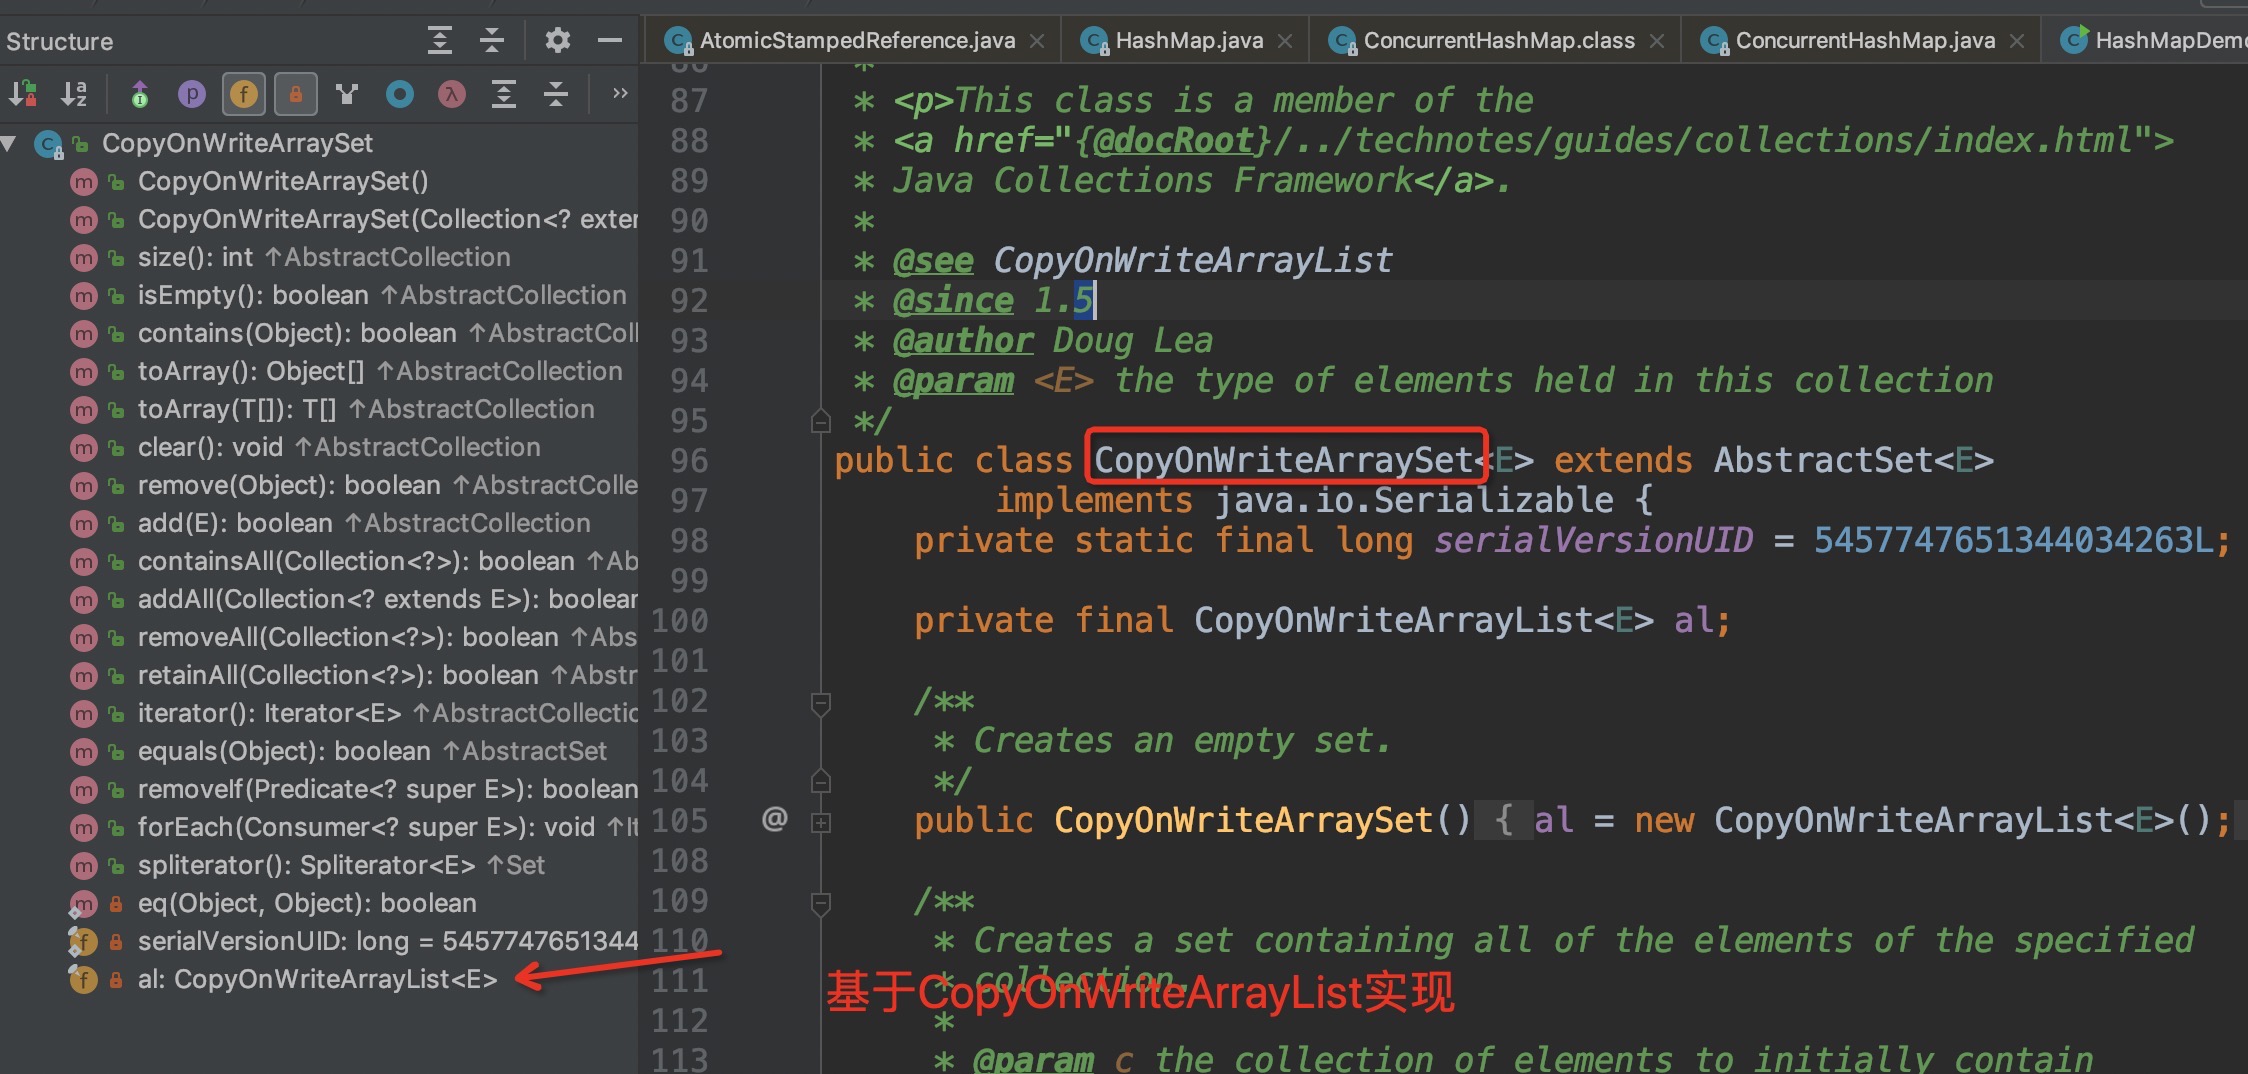 Structure
CopyOnWriteArraySet
CopyOnWriteArraySet()
CopyOnWriteArraySet(Collection<? exten
size(): int ↑AbstractCollection
isEmpty(): boolean ↑AbstractCollection
contains(Object): boolean ↑AbstractColl
toArray(): Object[] ↑AbstractCollection
toArray(T[]): T[] ↑AbstractCollection
clear(): void ↑AbstractCollection
remove(Object): boolean ↑AbstractColle
add(E): boolean ↑AbstractCollection
containsAll(Collection<?>): boolean ↑Ab
addAll(Collection<? extends E>): boolean
removeAll(Collection<?>): boolean ↑Abs
retainAll(Collection<?>): boolean ↑Abstr
iterator(): Iterator<E> ↑AbstractCollectio
equals(Object): boolean ↑AbstractSet
removeIf(Predicate<? super E>): boolean
forEach(Consumer<? super E>): void ↑It
spliterator(): Spliterator<E> ↑Set
eq(Object, Object): boolean
serialVersionUID: long = 5457747651344
al: CopyOnWriteArrayList<E>
AtomicStampedReference.java
HashMap.java
ConcurrentHashMap.class
ConcurrentHashMap.java
HashMapDemo
86 *
87 * <p>This class is a member of the
88 * <a href="{@docRoot}/../technotes/guides/collections/index.html">
89 * Java Collections Framework</a>.
90 *
91 * @see CopyOnWriteArrayList
92 * @since 1.5
93 * @author Doug Lea
94 * @param <E> the type of elements held in this collection
95 */
96 public class CopyOnWriteArraySet<E> extends AbstractSet<E>
97 implements java.io.Serializable {
98 private static final long serialVersionUID = 5457747651344034263L;
99
100 private final CopyOnWriteArrayList<E> al;
101
102 /**
103 * Creates an empty set.
104 */
105 @ public CopyOnWriteArraySet() { al = new CopyOnWriteArrayList<E>();
108
109 /**
110 * Creates a set containing all of the elements of the specified
111 * collection.
基于CopyOnWriteArrayList实现
112 *
113 * @param c the collection of elements to initially contain